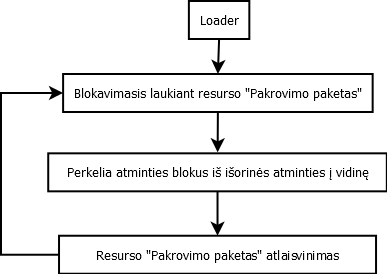 Loader
Blokavimasis laukiant resurso "Pakrovimo paketas"
Perkelia atminties blokus iš išorinės atminties į vidinę
Resurso "Pakrovimo paketas" atlaisvinimas